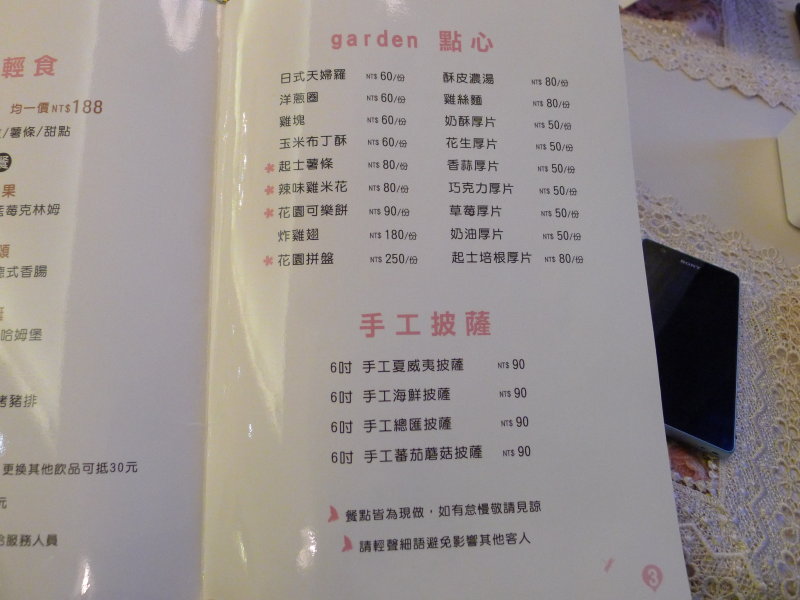 輕食
均一價NT$188
/薯條/甜點
果
藍莓克林姆
德式香腸
哈姆堡
烤豬排
更換其他飲品可抵30元
元
服務人員
garden 點心
日式天婦羅 NT$ 60/份
洋蔥圈 NT$ 60/份
雞塊 NT$ 60/份
玉米布丁酥 NT$ 60/份
起士薯條 NT$ 80/份
辣味雞米花 NT$ 80/份
花園可樂餅 NT$ 90/份
炸雞翅 NT$ 180/份
花園拼盤 NT$ 250/份
酥皮濃湯 NT$ 80/份
雞絲麵 NT$ 80/份
奶酥厚片 NT$ 50/份
花生厚片 NT$ 50/份
香蒜厚片 NT$ 50/份
巧克力厚片 NT$ 50/份
草莓厚片 NT$ 50/份
奶油厚片 NT$ 50/份
起士培根厚片 NT$ 80/份
手工披薩
6吋 手工夏威夷披薩 NT$ 90
6吋 手工海鮮披薩 NT$ 90
6吋 手工總匯披薩 NT$ 90
6吋 手工蕃茄蘑菇披薩 NT$ 90
餐點皆為現做，如有怠慢敬請見諒
請輕聲細語避免影響其他客人
3
SONY